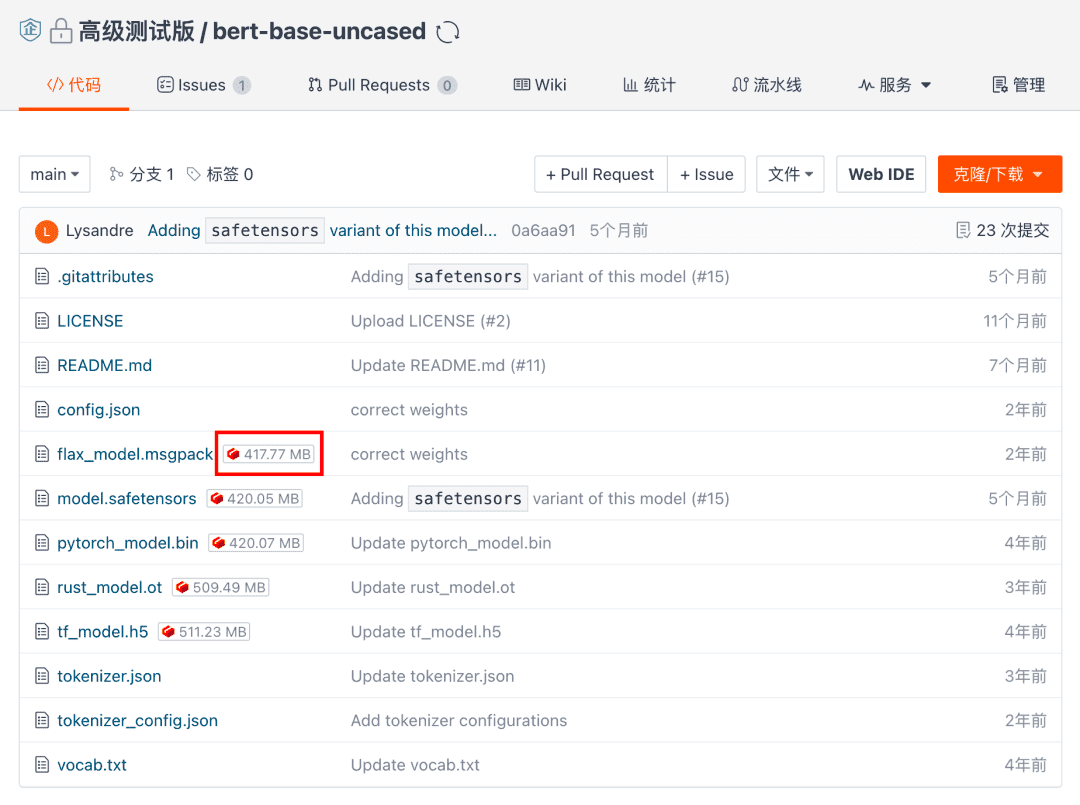 企 高级测试版 / bert-base-uncased
代码 Issues 1 Pull Requests 0 Wiki 统计 流水线 服务 管理
main 分支 1 标签 0 + Pull Request + Issue 文件 Web IDE 克隆/下载
L Lysandre Adding safetensors variant of this model... 0a6aa91 5个月前 23 次提交
.gitattributes Adding safetensors variant of this model (#15) 5个月前
LICENSE Upload LICENSE (#2) 11个月前
README.md Update README.md (#11) 7个月前
config.json correct weights 2年前
flax_model.msgpack 417.77 MB correct weights 2年前
model.safetensors 420.05 MB Adding safetensors variant of this model (#15) 5个月前
pytorch_model.bin 420.07 MB Update pytorch_model.bin 4年前
rust_model.ot 509.49 MB Update rust_model.ot 3年前
tf_model.h5 511.23 MB Update tf_model.h5 4年前
tokenizer.json Update tokenizer.json 3年前
tokenizer_config.json Add tokenizer configurations 2年前
vocab.txt Update vocab.txt 4年前